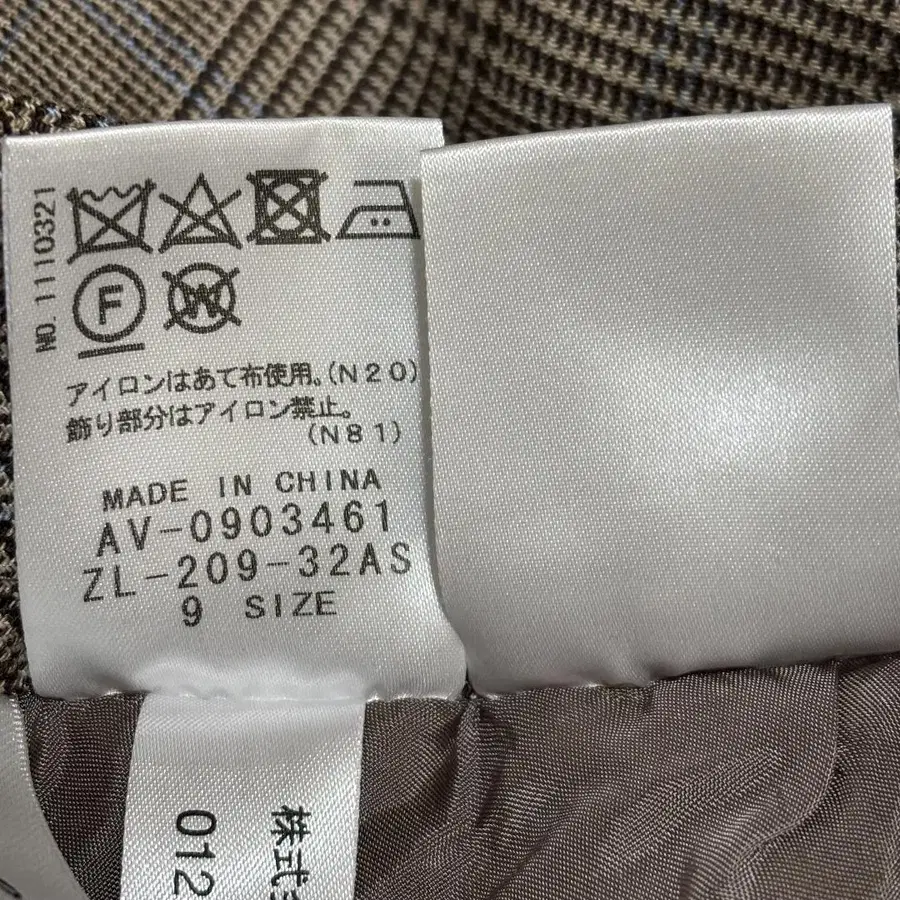 NO. 1110321
F
W
アイロンはあて布使用。(N20)
飾り部分はアイロン禁止。
(N81)
MADE IN CHINA
AV-0903461
ZL-209-32AS
9 SIZE
株式
012